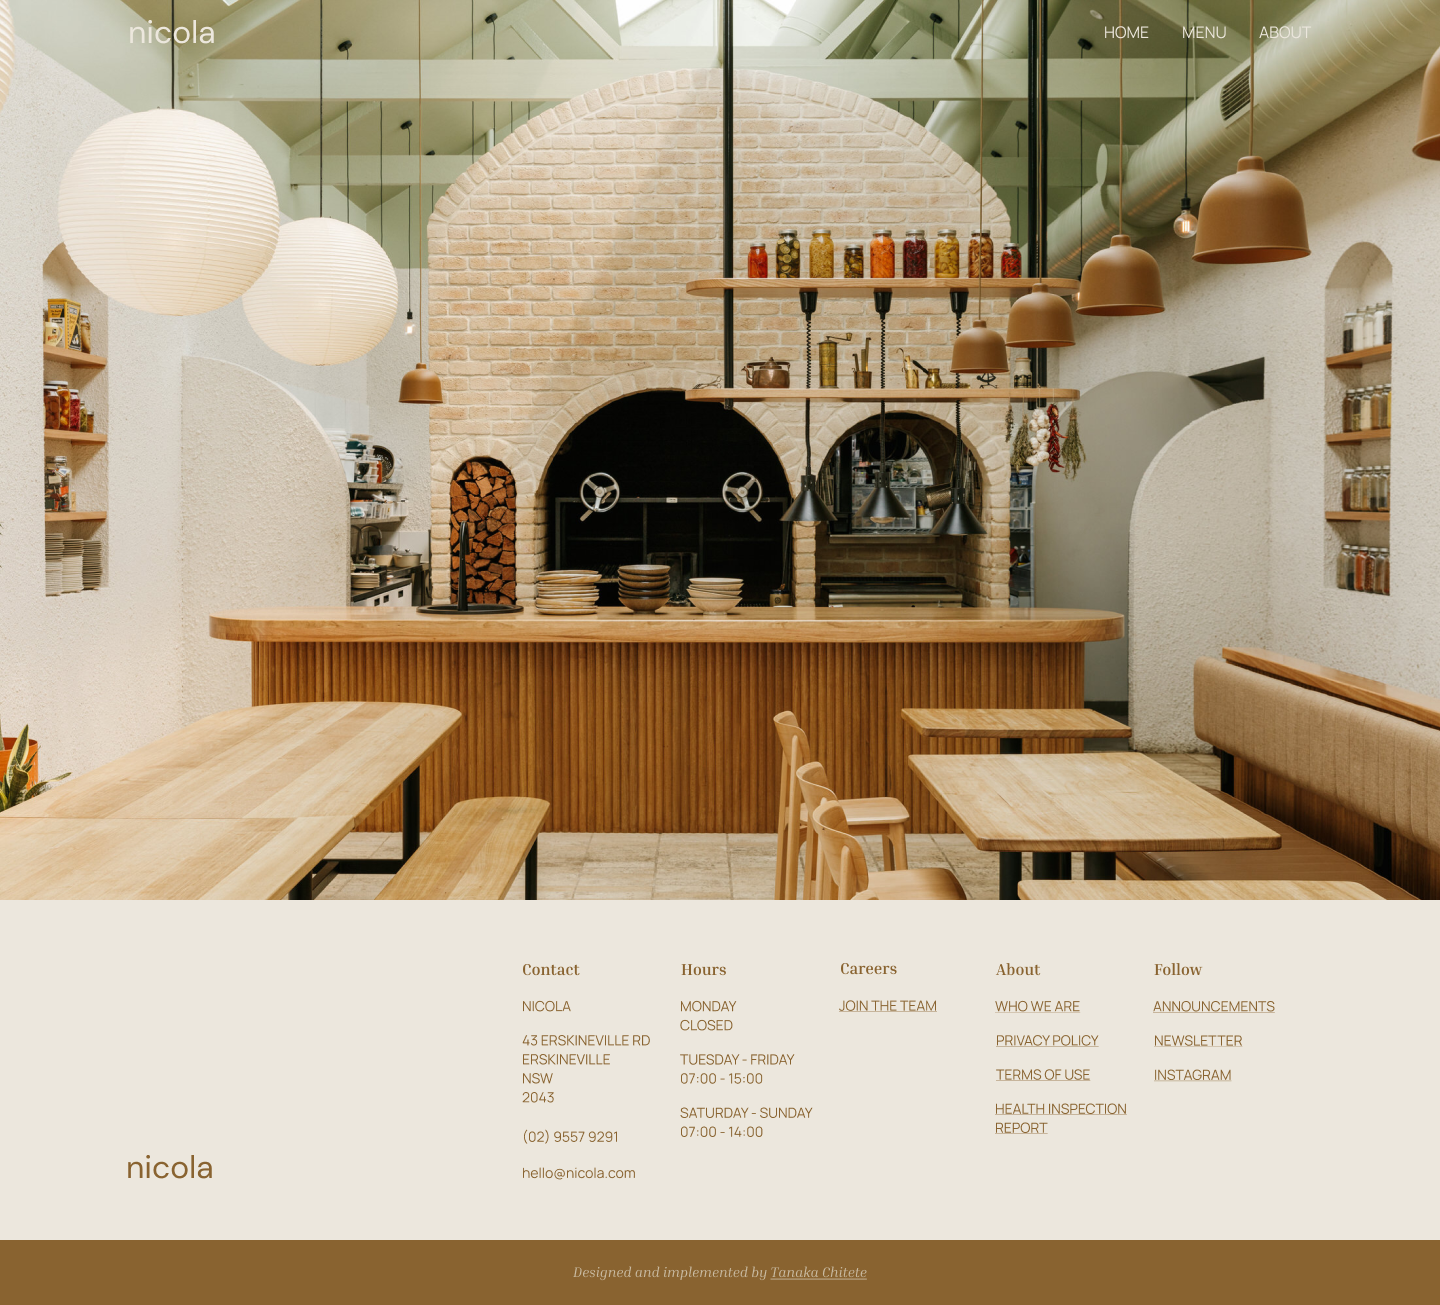 nicola
HOME
MENU
ABOUT
Contact
NICOLA
43 ERSKINEVILLE RD
ERSKINEVILLE
NSW
2043
(02) 9557 9291
hello@nicola.com
Hours
MONDAY
CLOSED
TUESDAY - FRIDAY
07:00 - 15:00
SATURDAY - SUNDAY
07:00 - 14:00
Careers
JOIN THE TEAM
About
WHO WE ARE
PRIVACY POLICY
TERMS OF USE
HEALTH INSPECTION
REPORT
Follow
ANNOUNCEMENTS
NEWSLETTER
INSTAGRAM
nicola
Designed and implemented by Tanaka Chitete